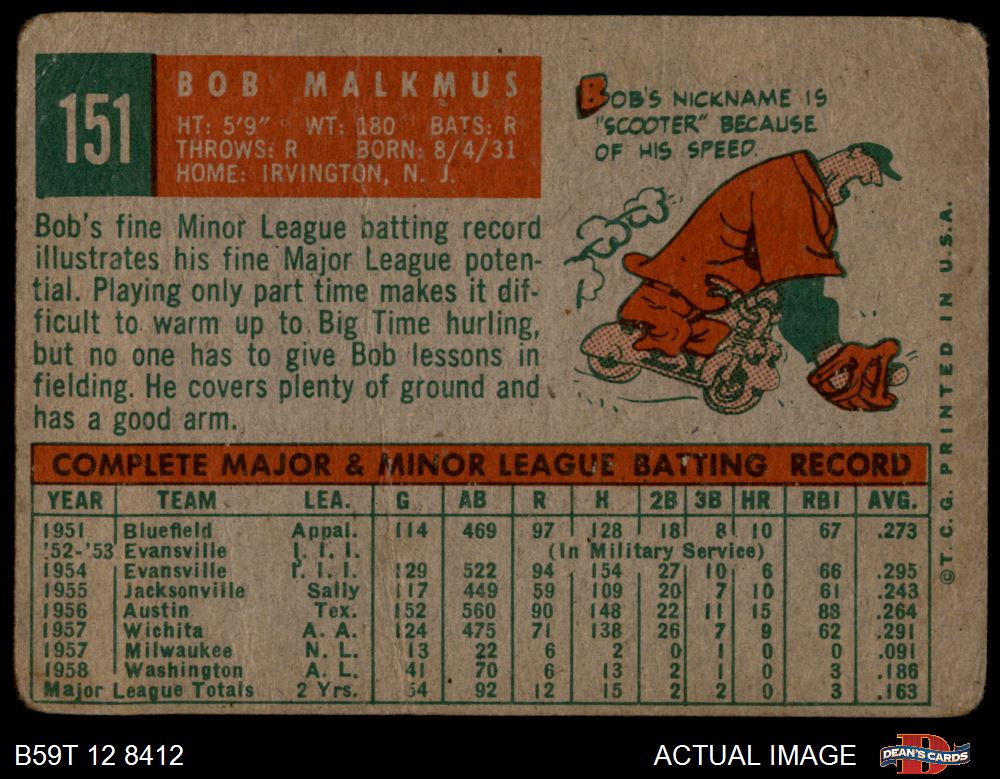 151
BOB MALKMUS
HT: 5'9" WT: 180 BATS: R
THROWS: R BORN: 8/4/31
HOME: IRVINGTON, N. J.
BOB'S NICKNAME IS
"SCOOTER" BECAUSE
OF HIS SPEED.
Bob's fine Minor League batting record
illustrates his fine Major League poten-
tial. Playing only part time makes it dif-
ficult to warm up to Big Time hurling,
but no one has to give Bob lessons in
fielding. He covers plenty of ground and
has a good arm.
COMPLETE MAJOR & MINOR LEAGUE BATTING RECORD
YEAR TEAM LEA. G AB R H 2B 3B HR RBI AVG.
1951 Bluefield Appal. 114 469 97 128 18 8 10 67 .273
'52-'53 Evansville I. I. I. (In Military Service)
1954 Evansville I. I. I. 129 522 94 154 27 10 6 66 .295
1955 Jacksonville Sally 117 449 59 109 20 7 10 61 .243
1956 Austin Tex. 152 560 90 148 22 11 15 88 .264
1957 Wichita A. A. 124 475 71 138 26 7 9 62 .291
1957 Milwaukee N. L. 13 22 6 2 0 1 0 0 .091
1958 Washington A. L. 41 70 6 13 2 1 0 3 .186
Major League Totals 2 Yrs. 54 92 12 15 2 2 0 3 .163
©T. C. G. PRINTED IN U.S.A.
B59T 12 8412
ACTUAL IMAGE
DEAN'S CARDS